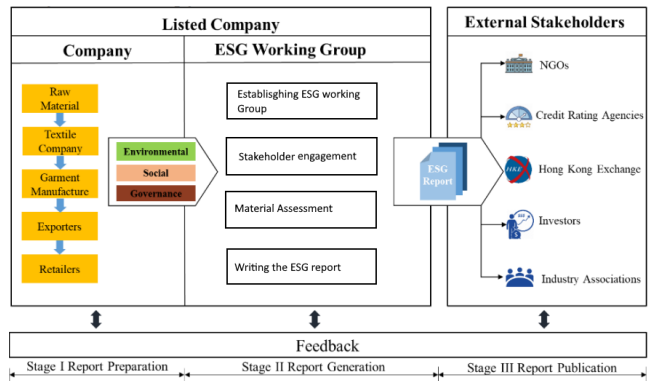 Listed Company
External Stakeholders
Company
ESG Working Group
Raw
Material
Textile
Company
Garment
Manufacture
Exporters
Retailers
Environmental
Social
Governance
Establisghing ESG working
Group
Stakeholder engagement
Material Assessment
Writing the ESG report
ESG
Report
NGOs
Credit Rating Agencies
HKE
Hong Kong Exchange
Investors
Industry Associations
Feedback
Stage I Report Preparation
Stage II Report Generation
Stage III Report Publication